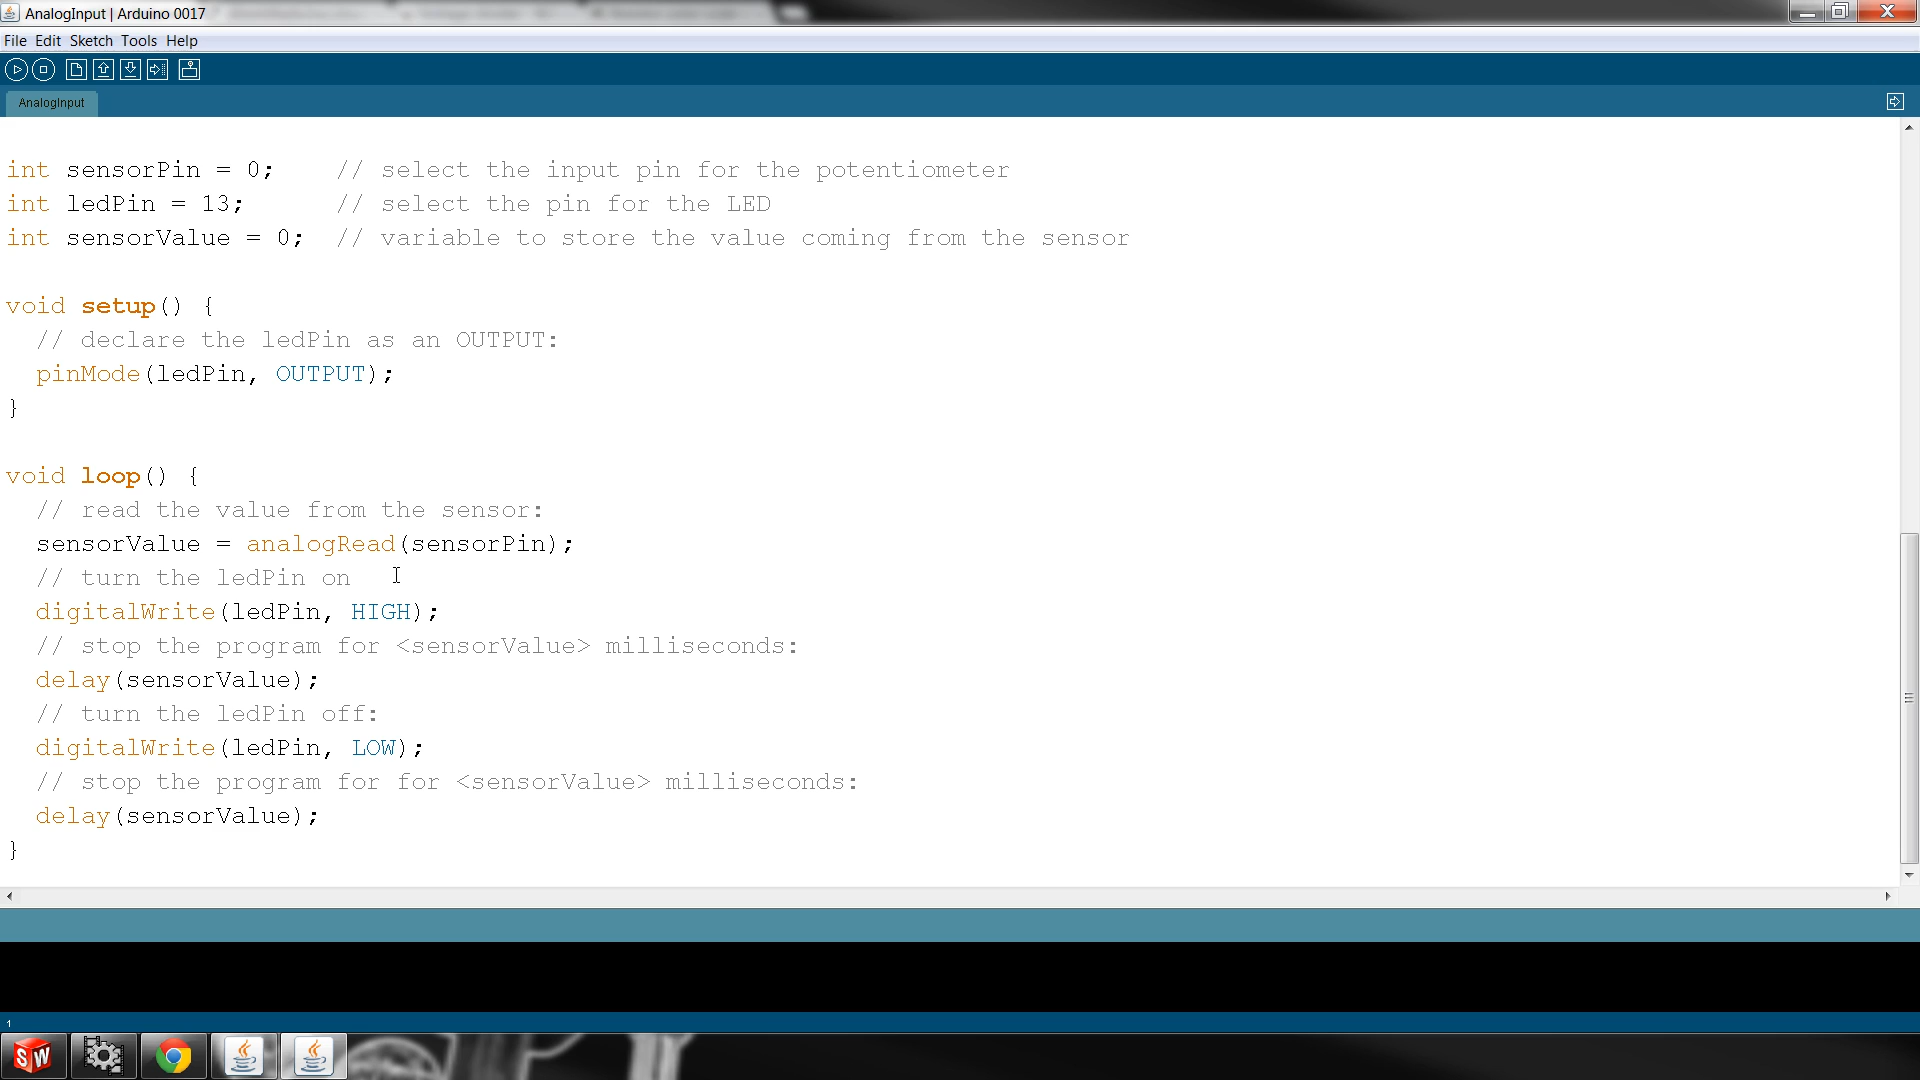 AnalogInput | Arduino 0017
File Edit Sketch Tools Help
AnalogInput
int sensorPin = 0;    // select the input pin for the potentiometer
int ledPin = 13;      // select the pin for the LED
int sensorValue = 0;  // variable to store the value coming from the sensor
void setup() {
  // declare the ledPin as an OUTPUT:
  pinMode(ledPin, OUTPUT);
}
void loop() {
  // read the value from the sensor:
  sensorValue = analogRead(sensorPin);
  // turn the ledPin on
  digitalWrite(ledPin, HIGH);
  // stop the program for <sensorValue> milliseconds:
  delay(sensorValue);
  // turn the ledPin off:
  digitalWrite(ledPin, LOW);
  // stop the program for for <sensorValue> milliseconds:
  delay(sensorValue);
}
1
SW